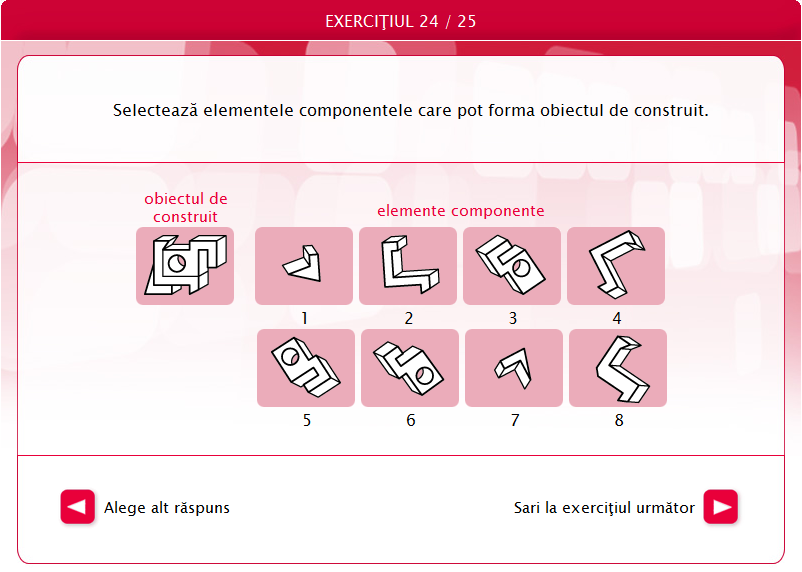 EXERCIŢIUL 24 / 25
Selectează elementele componentele care pot forma obiectul de construit.
obiectul de
construit
elemente componente
1
2
3
4
5
6
7
8
Alege alt răspuns
Sari la exerciţiul următor